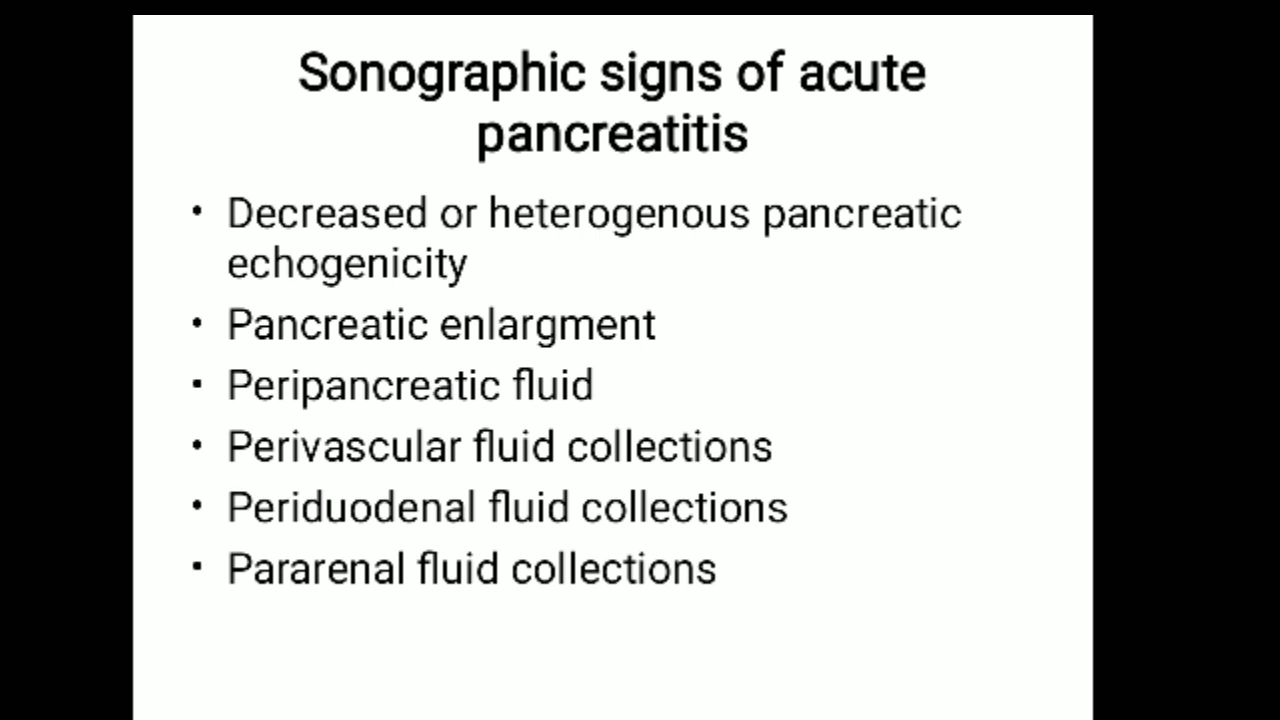 Sonographic signs of acute
pancreatitis
• Decreased or heterogenous pancreatic
echogenicity
• Pancreatic enlargment
• Peripancreatic fluid
• Perivascular fluid collections
• Periduodenal fluid collections
• Pararenal fluid collections